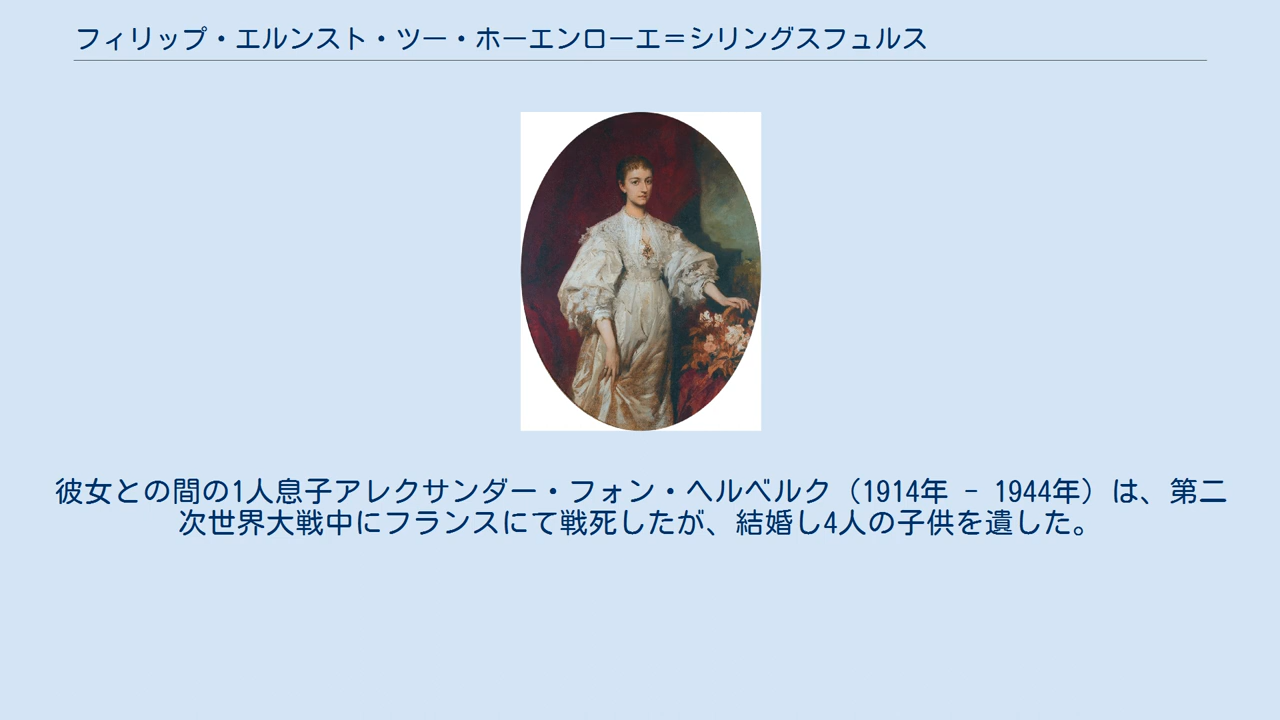 フィリップ・エルンスト・ツー・ホーエンローエ＝シリングスフュルス
彼女との間の1人息子アレクサンダー・フォン・ヘルベルク（1914年 - 1944年）は、第二
次世界大戦中にフランスにて戦死したが、結婚し4人の子供を遺した。